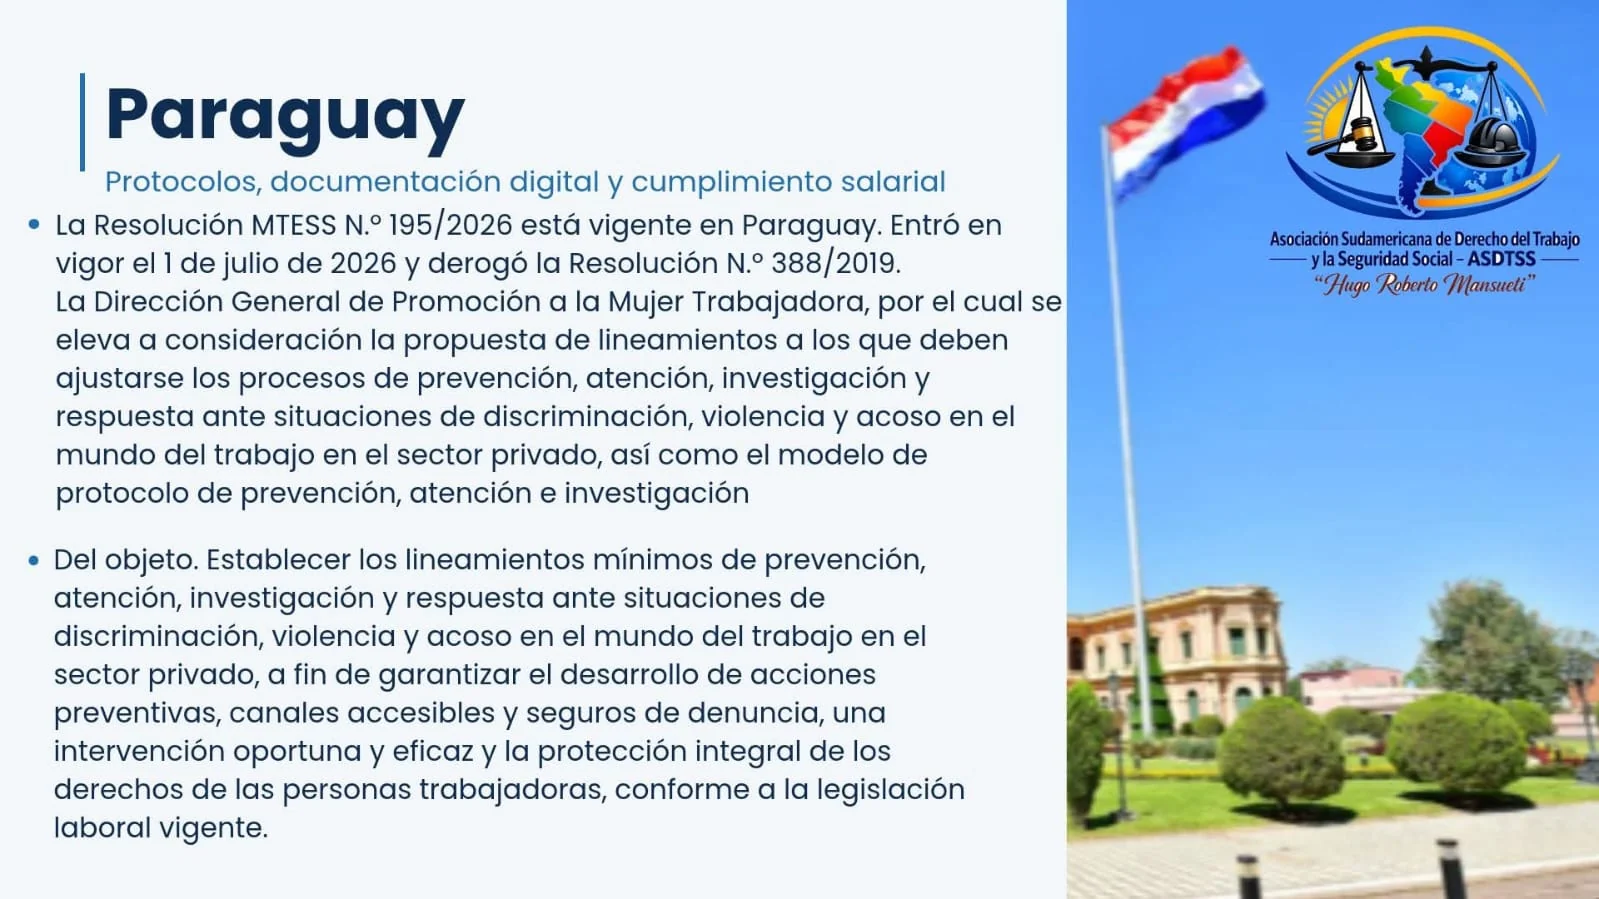 Paraguay
Protocolos, documentación digital y cumplimiento salarial
La Resolución MTESS N.º 195/2026 está vigente en Paraguay. Entró en
vigor el 1 de julio de 2026 y derogó la Resolución N.º 388/2019.
La Dirección General de Promoción a la Mujer Trabajadora, por el cual se
eleva a consideración la propuesta de lineamientos a los que deben
ajustarse los procesos de prevención, atención, investigación y
respuesta ante situaciones de discriminación, violencia y acoso en el
mundo del trabajo en el sector privado, así como el modelo de
protocolo de prevención, atención e investigación
Del objeto. Establecer los lineamientos mínimos de prevención,
atención, investigación y respuesta ante situaciones de
discriminación, violencia y acoso en el mundo del trabajo en el
sector privado, a fin de garantizar el desarrollo de acciones
preventivas, canales accesibles y seguros de denuncia, una
intervención oportuna y eficaz y la protección integral de los
derechos de las personas trabajadoras, conforme a la legislación
laboral vigente.
Asociación Sudamericana de Derecho del Trabajo
y la Seguridad Social – ASDTSS
“Hugo Roberto Mansueti”